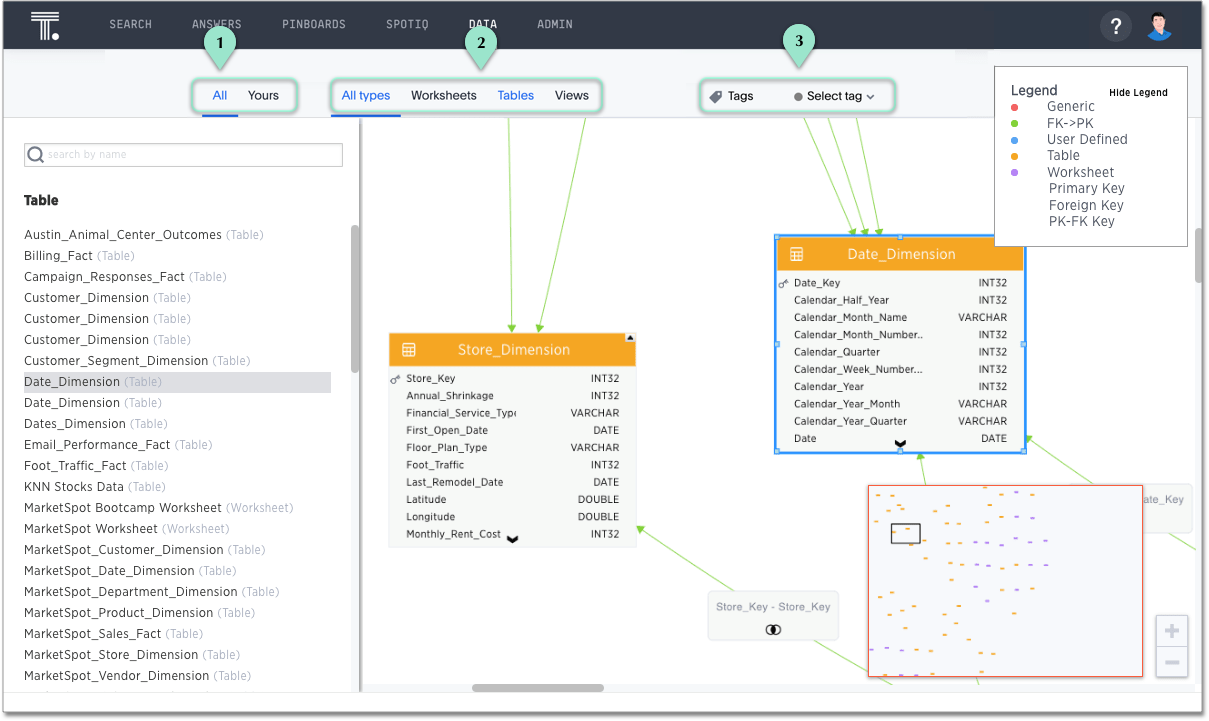 T.
SEARCH ANSWERS PINBOARDS SPOTIQ DATA ADMIN
?
1
2
3
All Yours
All types Worksheets Tables Views
Tags Select tag
Legend Hide Legend
Generic
FK->PK
User Defined
Table
Worksheet
Primary Key
Foreign Key
PK-FK Key
search by name
Table
Austin_Animal_Center_Outcomes (Table)
Billing_Fact (Table)
Campaign_Responses_Fact (Table)
Customer_Dimension (Table)
Customer_Dimension (Table)
Customer_Dimension (Table)
Customer_Segment_Dimension (Table)
Date_Dimension (Table)
Date_Dimension (Table)
Dates_Dimension (Table)
Email_Performance_Fact (Table)
Foot_Traffic_Fact (Table)
KNN Stocks Data (Table)
MarketSpot Bootcamp Worksheet (Worksheet)
MarketSpot Worksheet (Worksheet)
MarketSpot_Customer_Dimension (Table)
MarketSpot_Date_Dimension (Table)
MarketSpot_Department_Dimension (Table)
MarketSpot_Product_Dimension (Table)
MarketSpot_Sales_Fact (Table)
MarketSpot_Store_Dimension (Table)
MarketSpot_Vendor_Dimension (Table)
Store_Dimension
Store_Key INT32
Annual_Shrinkage INT32
Financial_Service_Type VARCHAR
First_Open_Date DATE
Floor_Plan_Type VARCHAR
Foot_Traffic INT32
Last_Remodel_Date DATE
Latitude DOUBLE
Longitude DOUBLE
Monthly_Rent_Cost INT32
Date_Dimension
Date_Key INT32
Calendar_Half_Year INT32
Calendar_Month_Name VARCHAR
Calendar_Month_Number.. INT32
Calendar_Quarter INT32
Calendar_Week_Number... INT32
Calendar_Year INT32
Calendar_Year_Month VARCHAR
Calendar_Year_Quarter VARCHAR
Date DATE
ate_Key
Store_Key - Store_Key
+
−